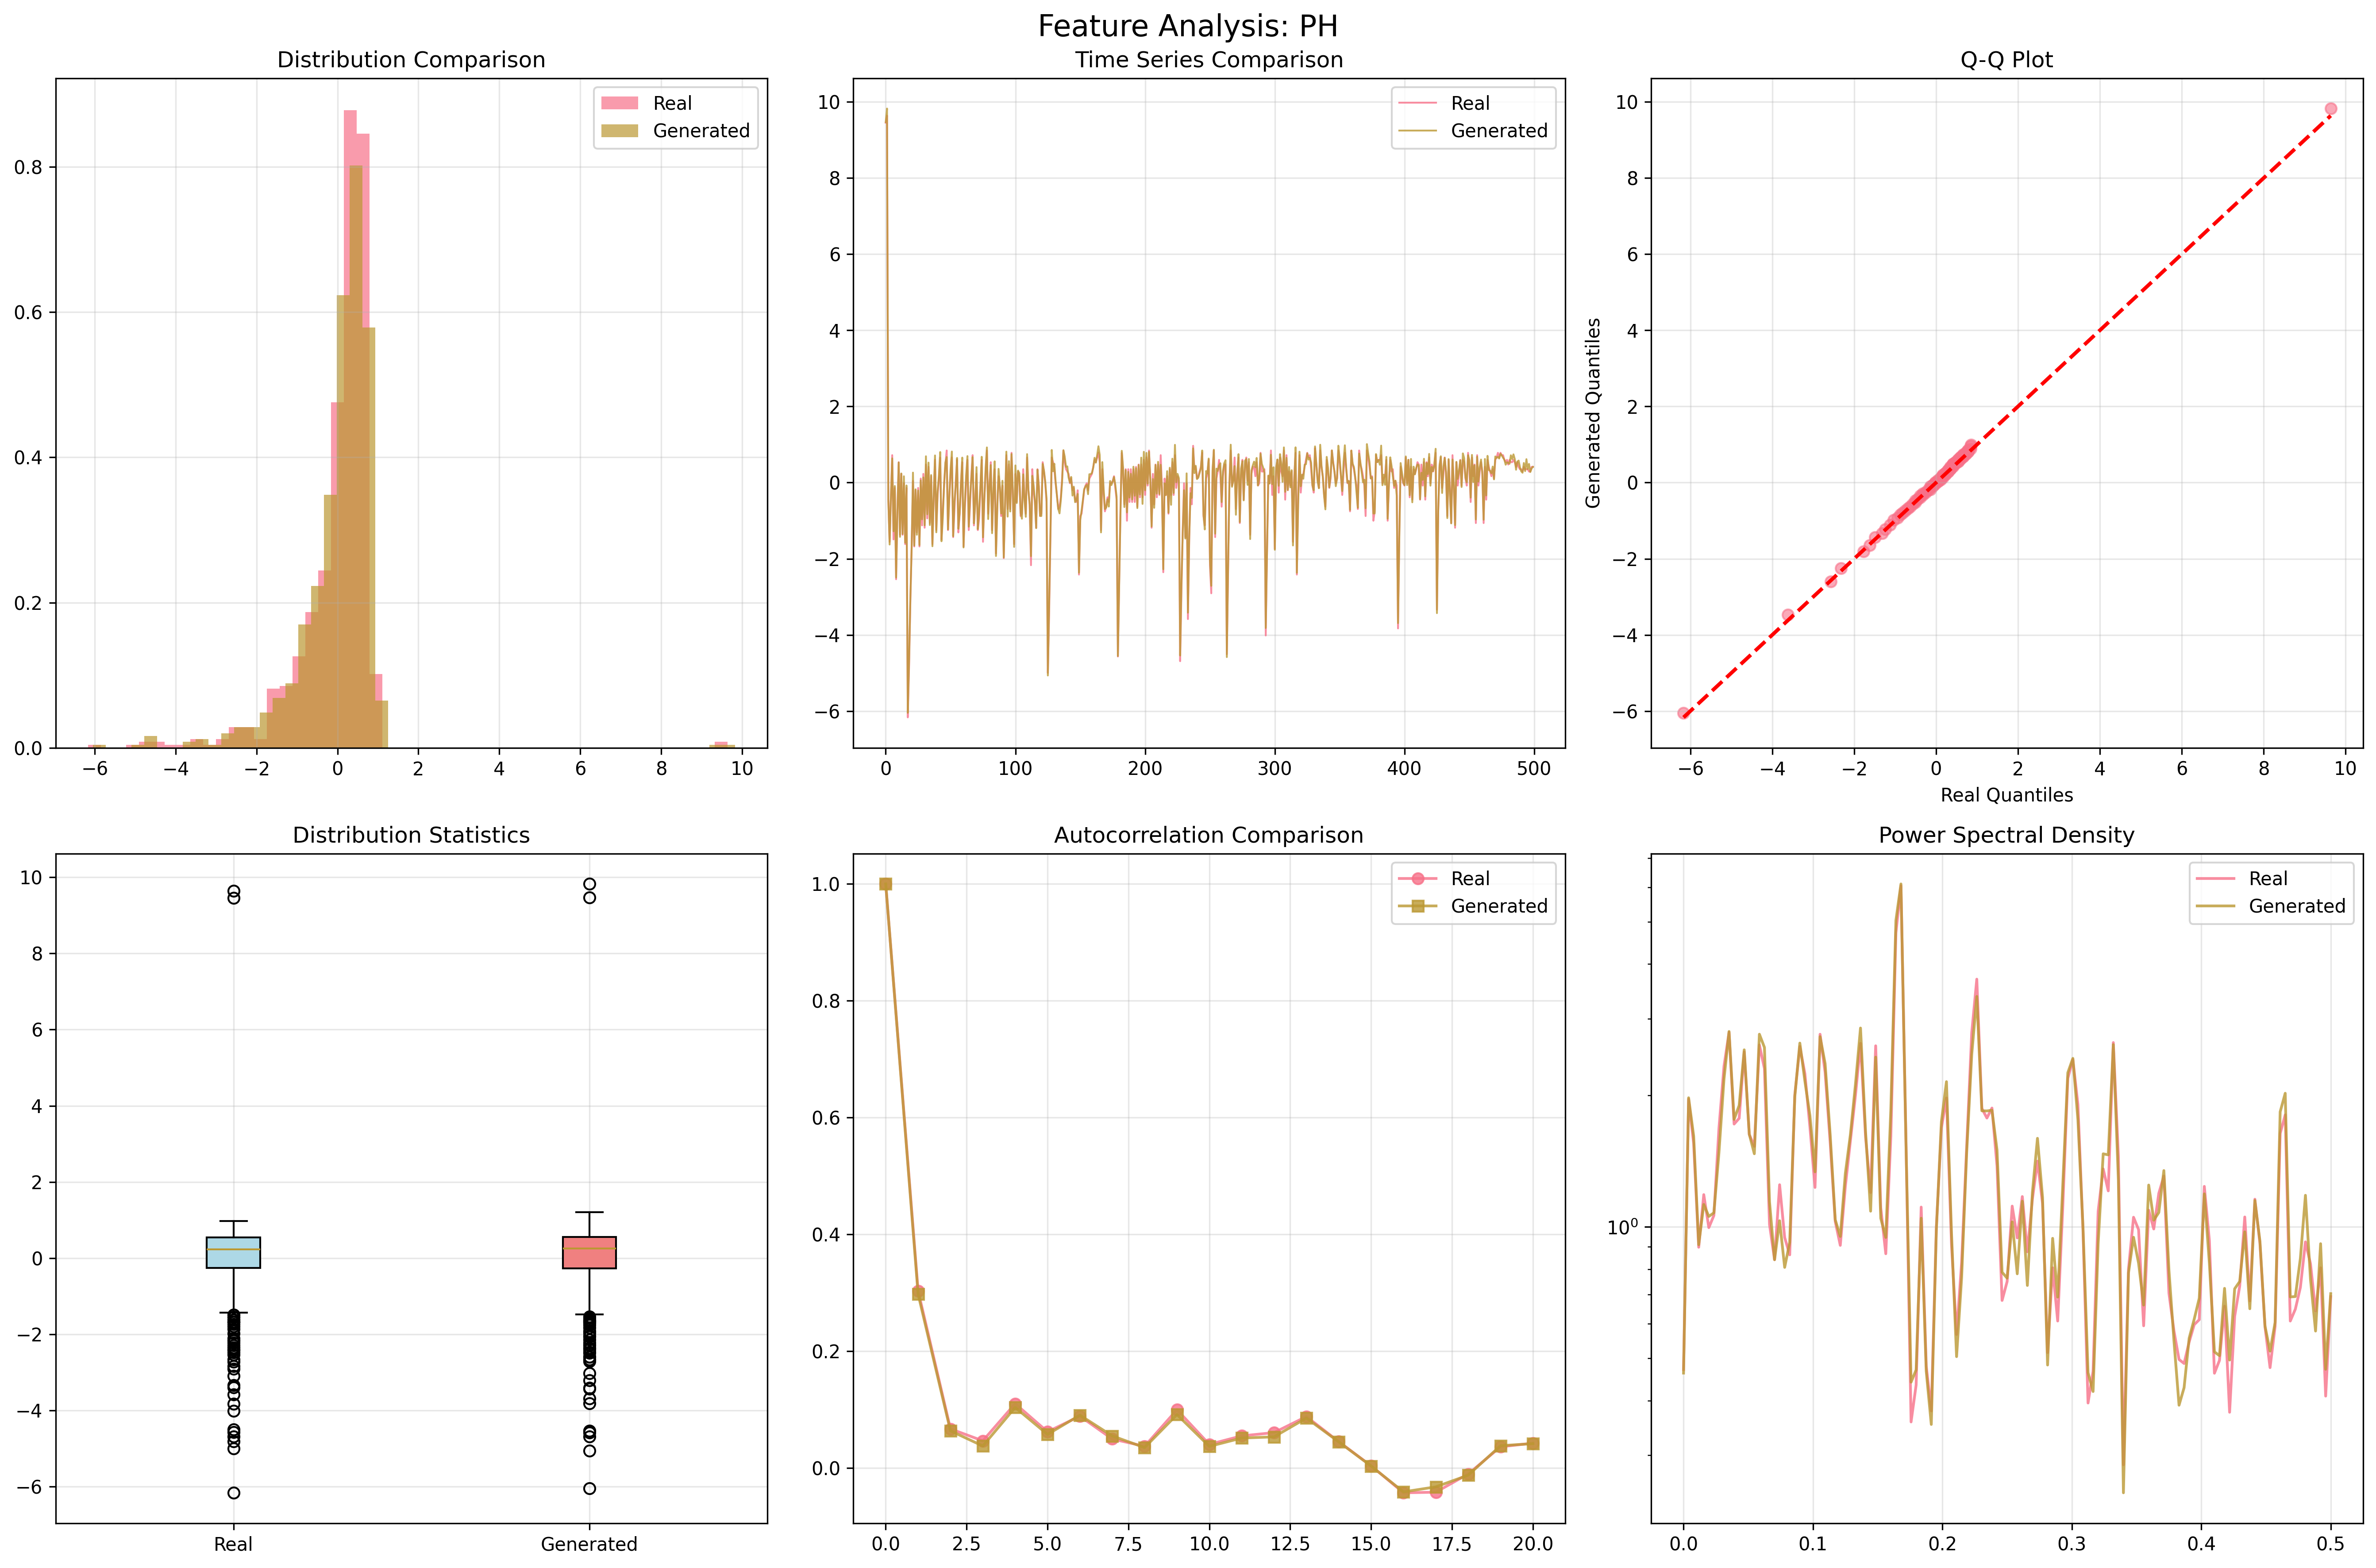 Feature Analysis: PH
Distribution Comparison
Real
Generated
0.8
0.6
0.4
0.2
0.0
−6 −4 −2 0 2 4 6 8 10
Time Series Comparison
Real
Generated
10
8
6
4
2
0
−2
−4
−6
0 100 200 300 400 500
Q-Q Plot
Generated Quantiles
10
8
6
4
2
0
−2
−4
−6
−6 −4 −2 0 2 4 6 8 10
Real Quantiles
Distribution Statistics
10
8
6
4
2
0
−2
−4
−6
Real Generated
Autocorrelation Comparison
Real
Generated
1.0
0.8
0.6
0.4
0.2
0.0
0.0 2.5 5.0 7.5 10.0 12.5 15.0 17.5 20.0
Power Spectral Density
Real
Generated
10⁰
0.0 0.1 0.2 0.3 0.4 0.5